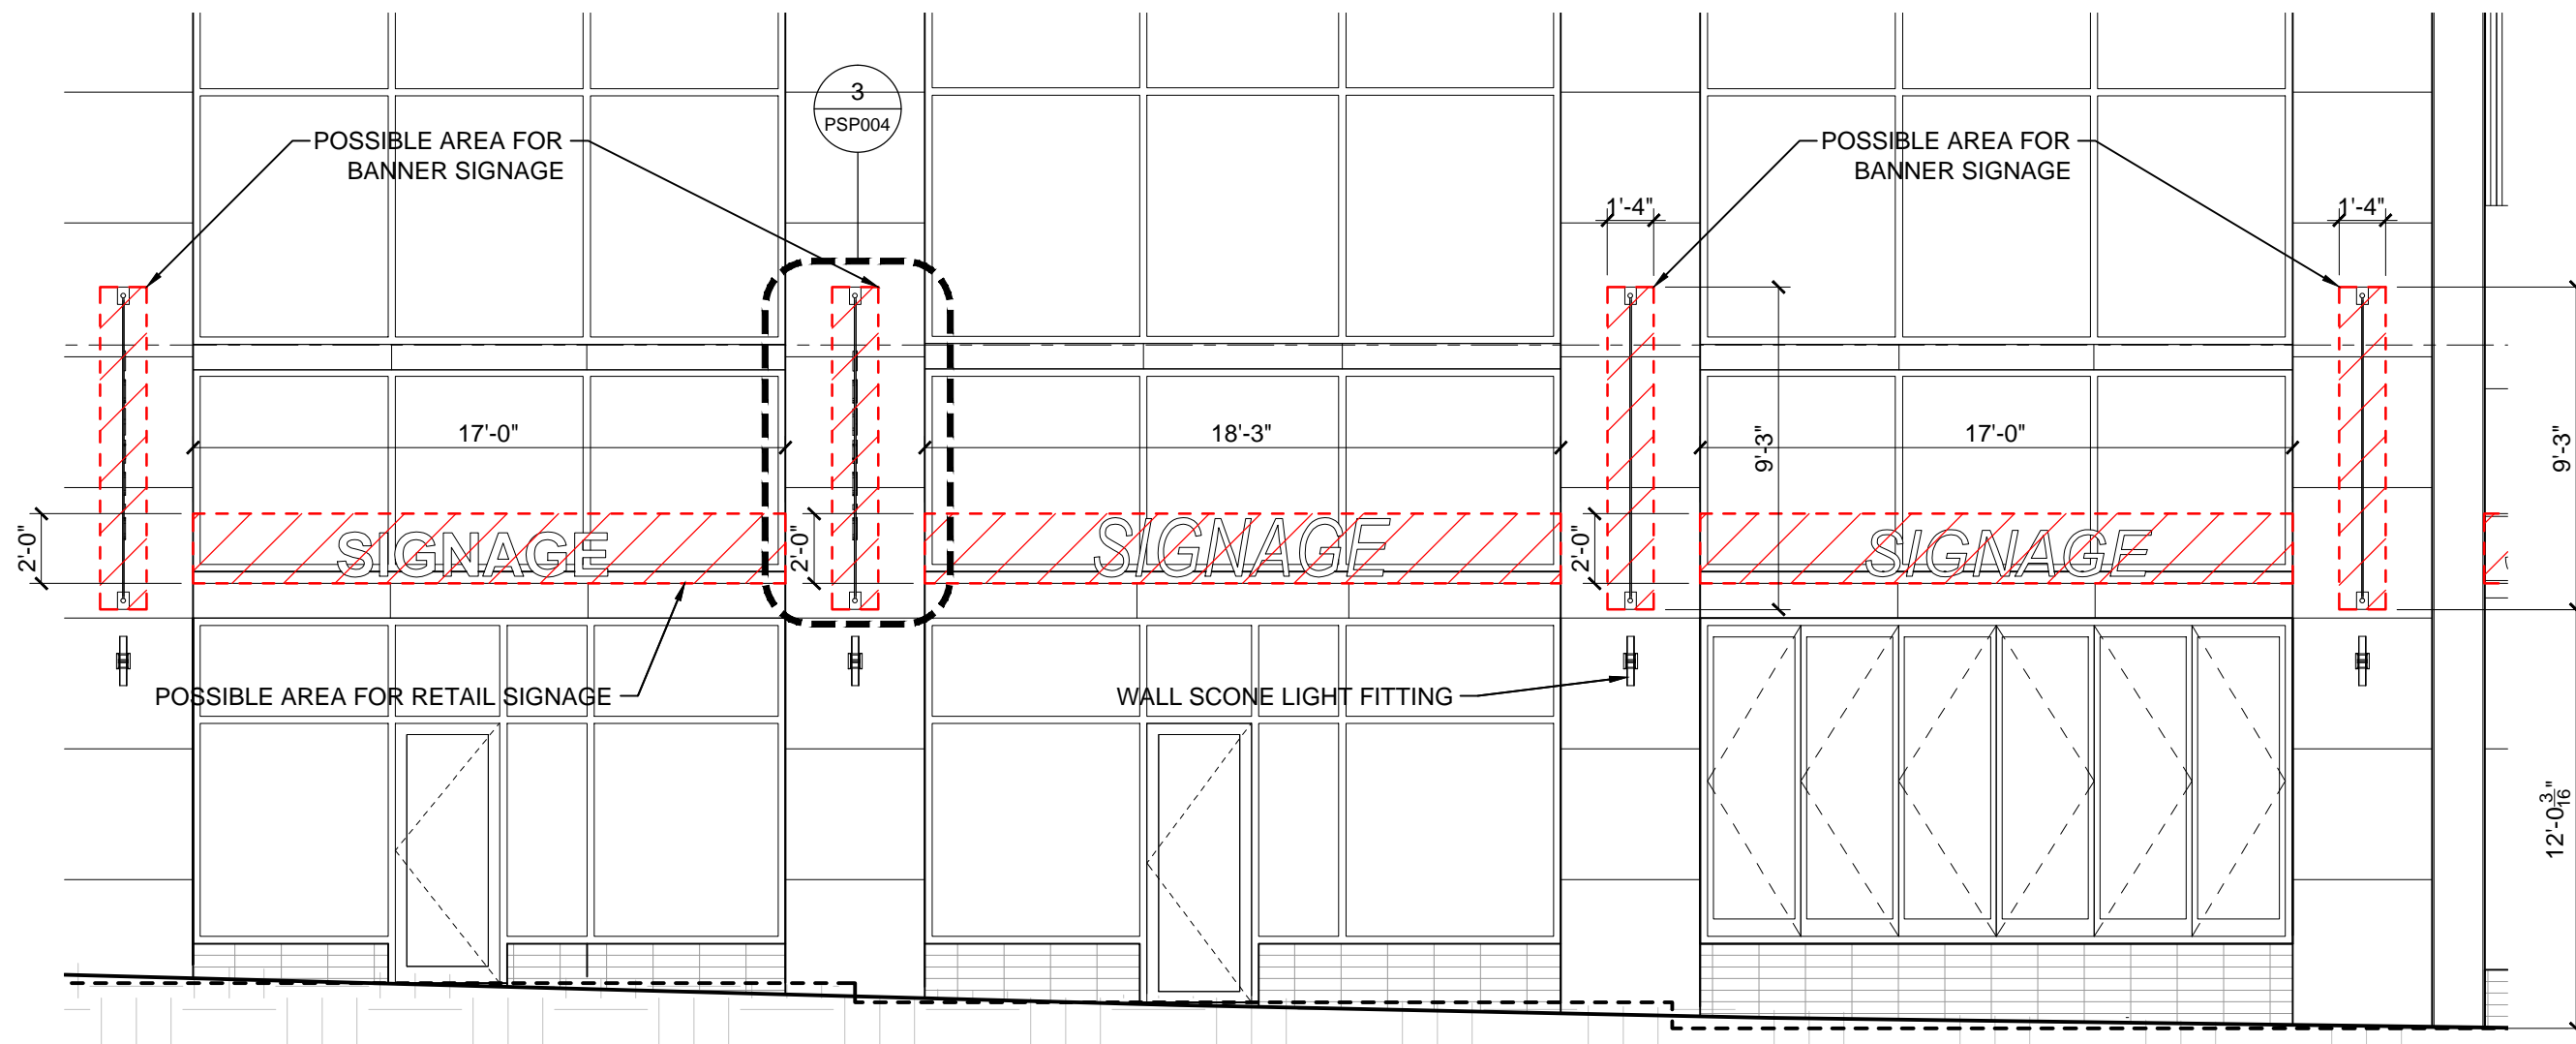 3
PSP004
POSSIBLE AREA FOR
BANNER SIGNAGE
POSSIBLE AREA FOR
BANNER SIGNAGE
1'-4"
1'-4"
17'-0"
18'-3"
17'-0"
9'-3"
9'-3"
2'-0"
SIGNAGE
2'-0"
SIGNAGE
2'-0"
SIGNAGE
POSSIBLE AREA FOR RETAIL SIGNAGE
WALL SCONE LIGHT FITTING
12'-0 3/16"